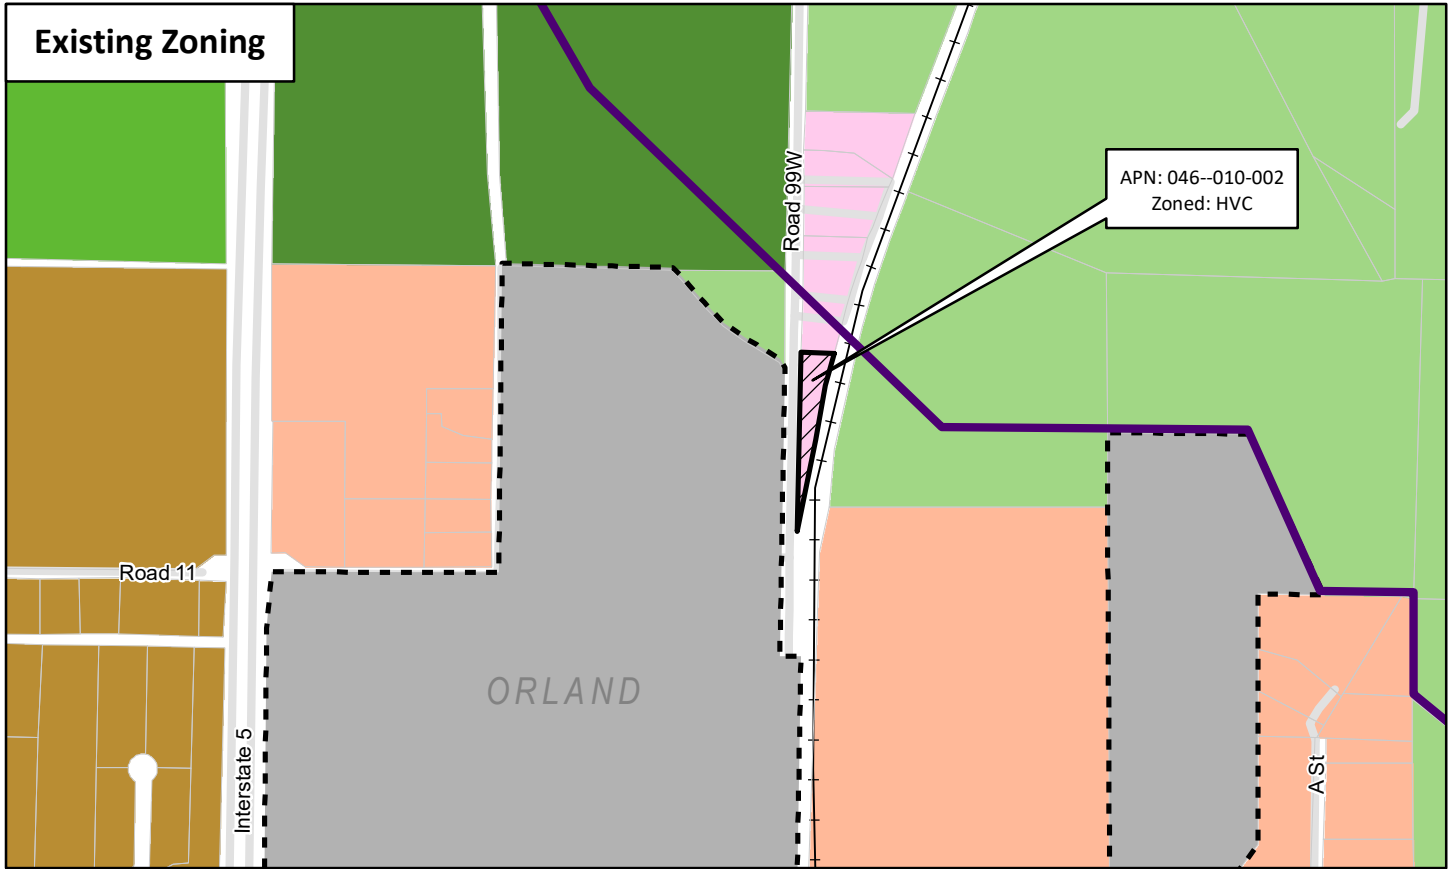 Existing Zoning
Road 99W
APN: 046--010-002
Zoned: HVC
Road 11
ORLAND
Interstate 5
A St